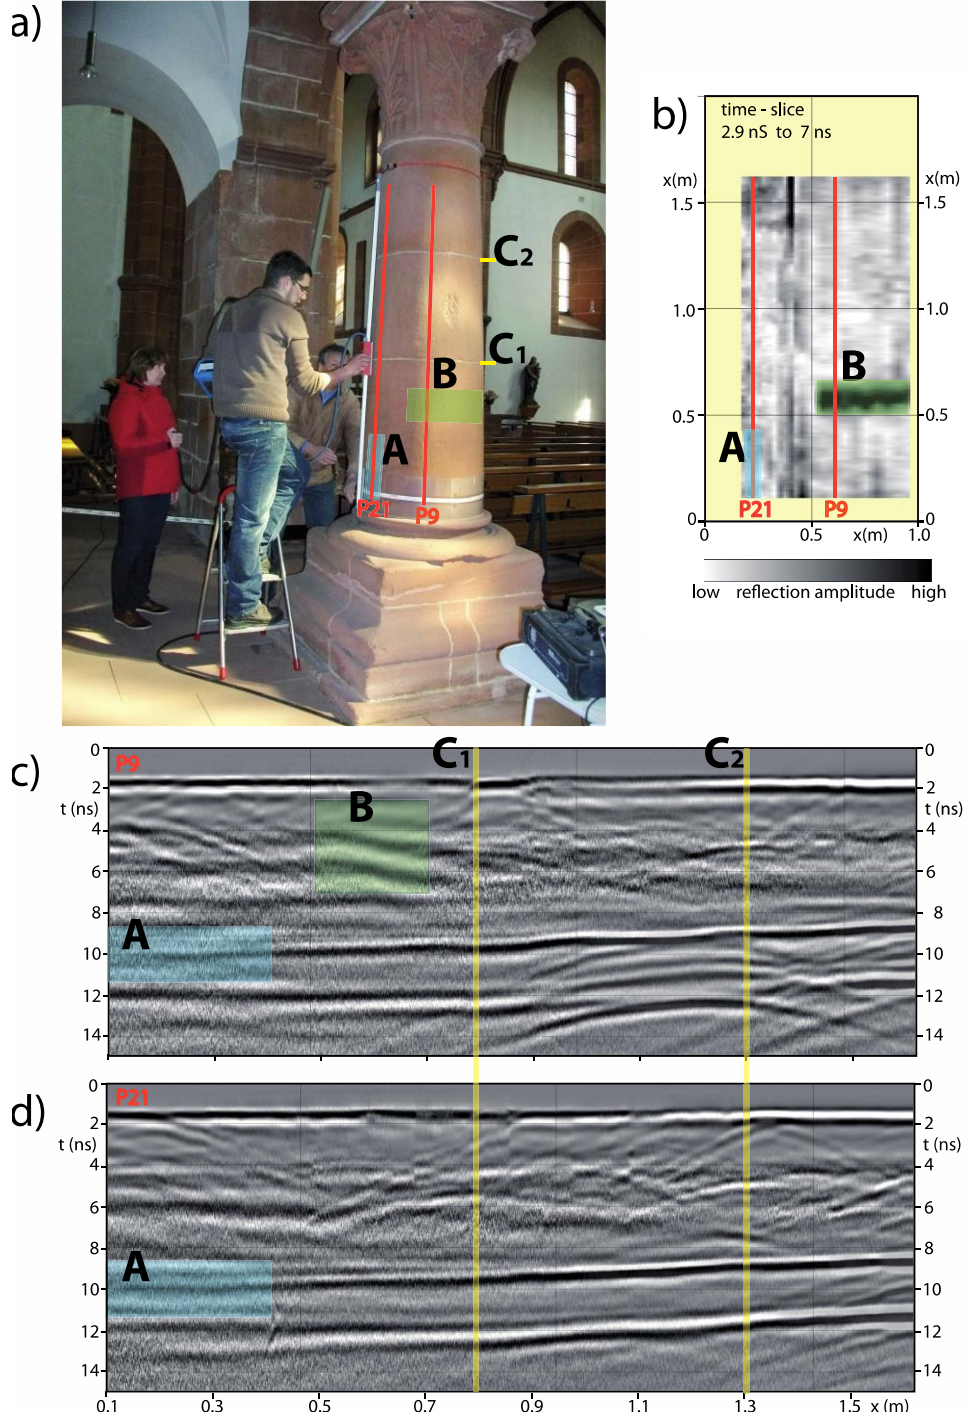 a)
C2
C1
B
A
P21
P9
b)
time - slice
2.9 nS to 7 ns
x(m)
x(m)
1.5
1.5
1.0
1.0
B
0.5
0.5
A
P21
P9
0
0
0
0.5
x(m)
1.0
low reflection amplitude high
c)
P9
C1
C2
0
0
2
2
t (ns)
t (ns)
B
4
4
6
6
8
8
A
10
10
12
12
14
14
d)
P21
0
0
2
2
t (ns)
t (ns)
4
4
6
6
8
8
A
10
10
12
12
14
14
0.1 0.3 0.5 0.7 0.9 1.1 1.3 1.5 x (m)